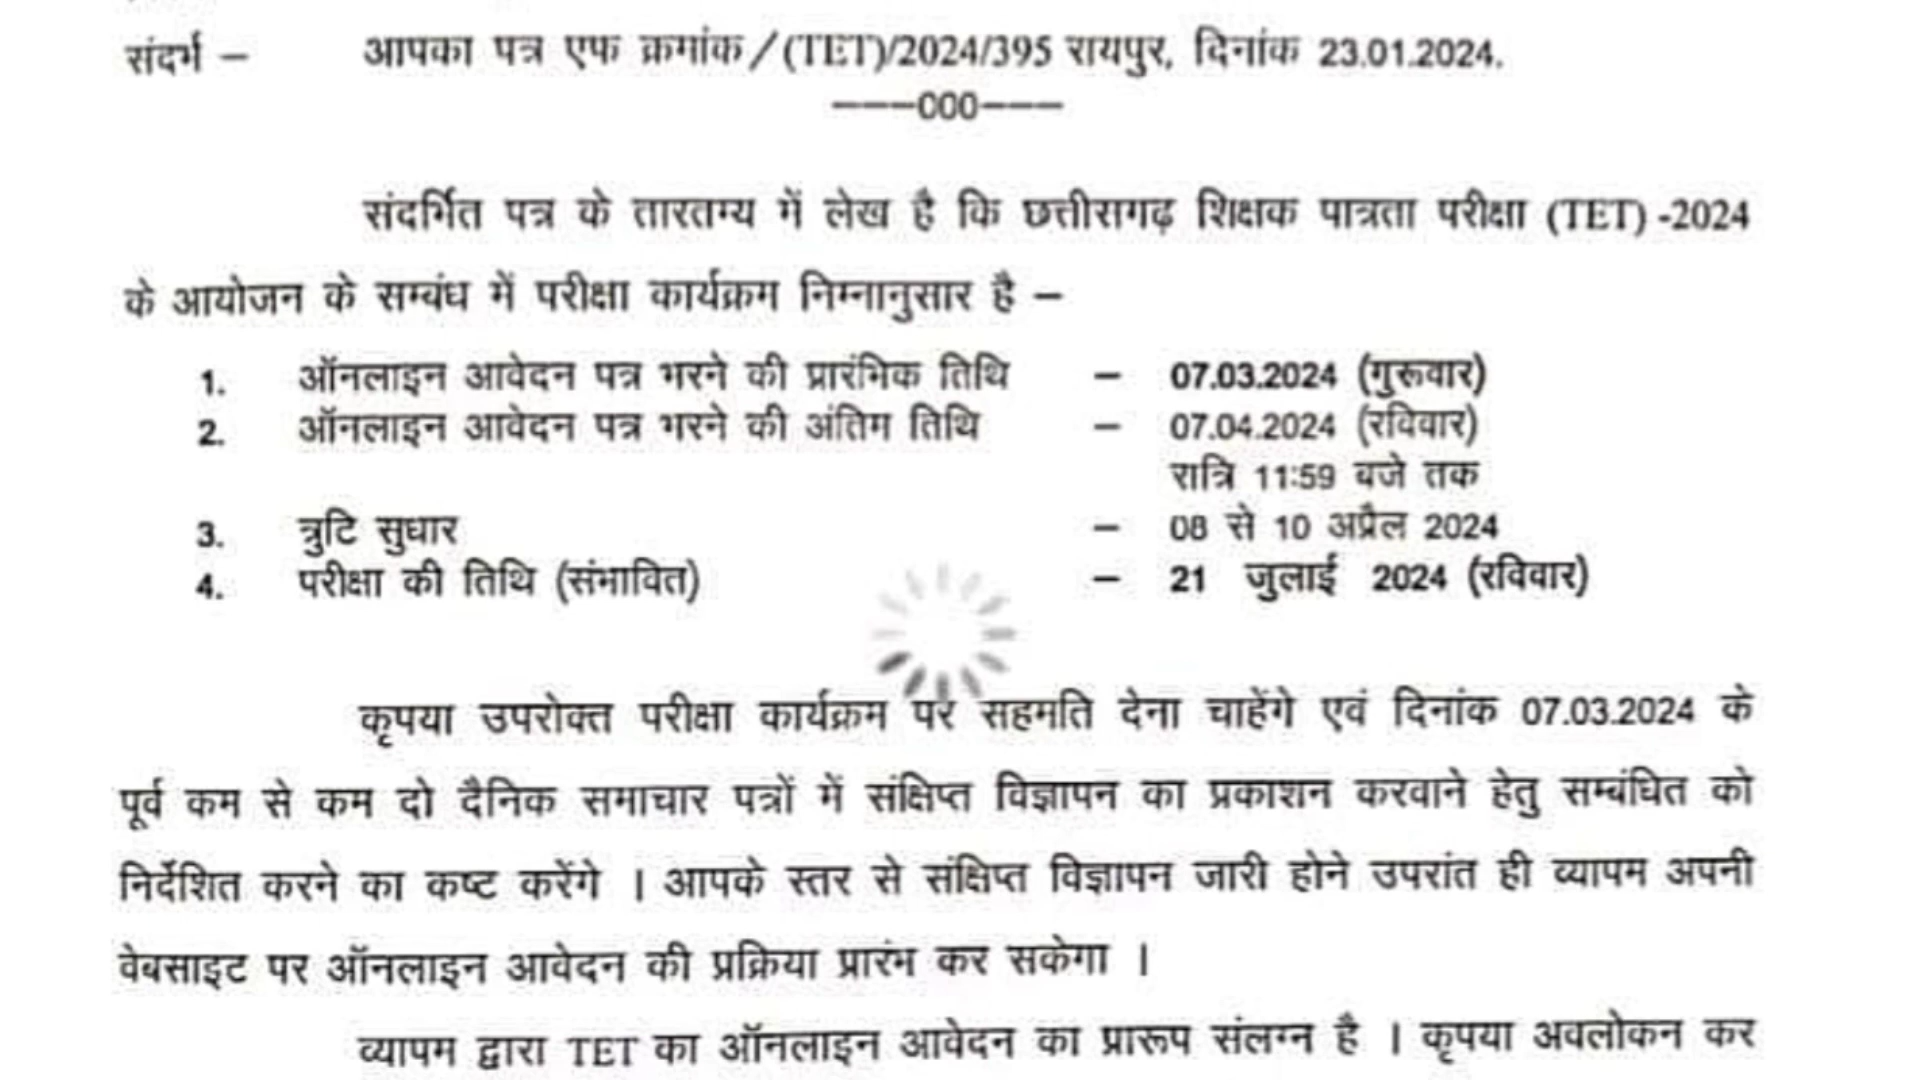 संदर्भ – आपका पत्र एफ क्रमांक/(TET)/2024/395 रायपुर, दिनांक 23.01.2024.
———000———
संदर्भित पत्र के तारतम्य में लेख है कि छत्तीसगढ़ शिक्षक पात्रता परीक्षा (TET) -2024
के आयोजन के सम्बंध में परीक्षा कार्यक्रम निम्नानुसार है –
1. ऑनलाइन आवेदन पत्र भरने की प्रारंभिक तिथि – 07.03.2024 (गुरूवार)
2. ऑनलाइन आवेदन पत्र भरने की अंतिम तिथि – 07.04.2024 (रविवार)
रात्रि 11:59 बजे तक
3. त्रुटि सुधार – 08 से 10 अप्रैल 2024
4. परीक्षा की तिथि (संभावित) – 21 जुलाई 2024 (रविवार)
कृपया उपरोक्त परीक्षा कार्यक्रम पर सहमति देना चाहेंगे एवं दिनांक 07.03.2024 के
पूर्व कम से कम दो दैनिक समाचार पत्रों में संक्षिप्त विज्ञापन का प्रकाशन करवाने हेतु सम्बंधित को
निर्देशित करने का कष्ट करेंगे । आपके स्तर से संक्षिप्त विज्ञापन जारी होने उपरांत ही व्यापम अपनी
वेबसाइट पर ऑनलाइन आवेदन की प्रक्रिया प्रारंभ कर सकेगा ।
व्यापम द्वारा TET का ऑनलाइन आवेदन का प्रारूप संलग्न है । कृपया अवलोकन कर